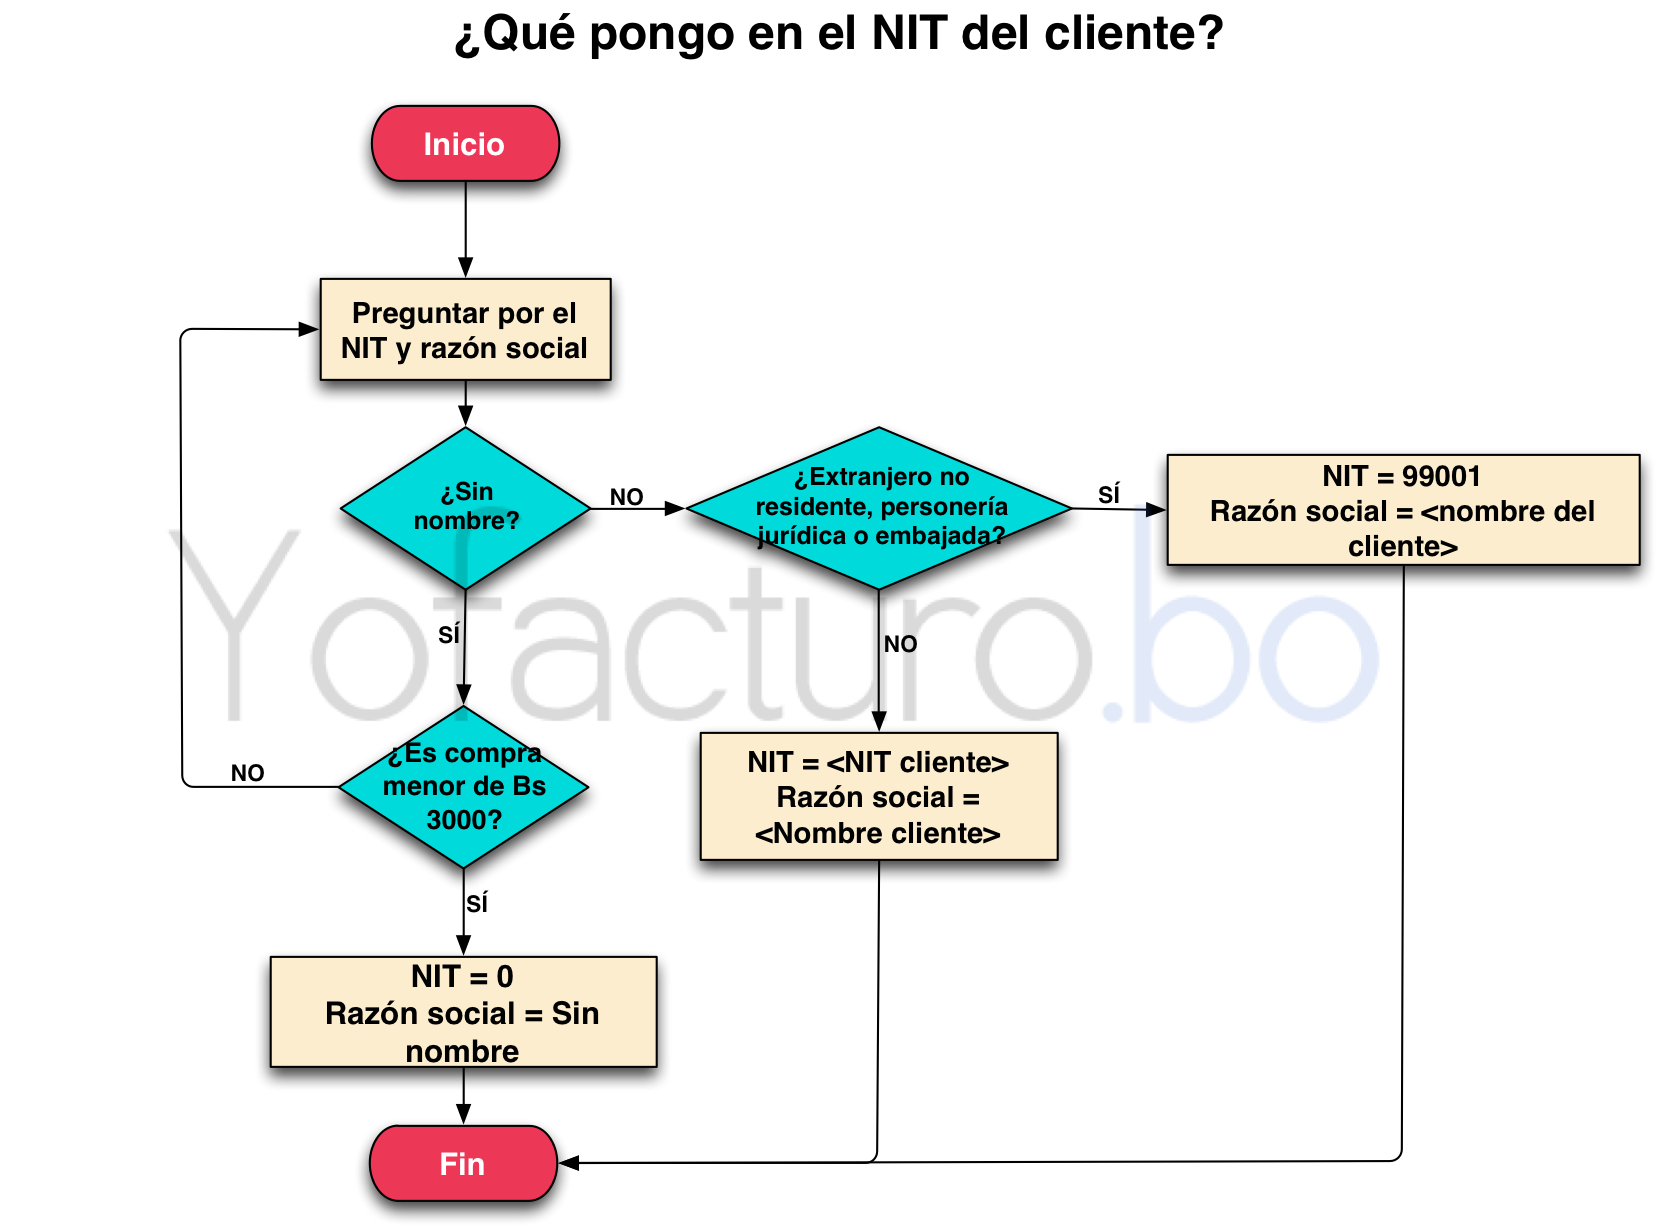 ¿Qué pongo en el NIT del cliente?
Inicio
Preguntar por el
NIT y razón social
¿Sin
nombre?
NO
¿Extranjero no
residente, personería
jurídica o embajada?
SÍ
NIT = 99001
Razón social = <nombre del
cliente>
SÍ
NO
Yofacturo.bo
¿Es compra
menor de Bs
3000?
NO
NIT = <NIT cliente>
Razón social =
<Nombre cliente>
SÍ
NIT = 0
Razón social = Sin
nombre
Fin